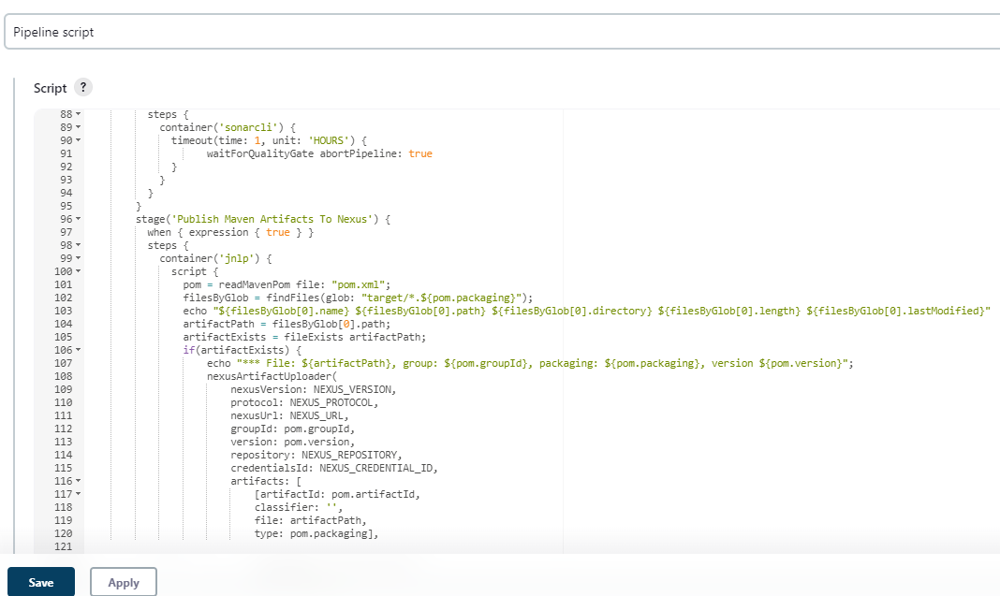 Pipeline script
Script ?
88 steps {
89 container('sonarcli') {
90 timeout(time: 1, unit: 'HOURS') {
91 waitForQualityGate abortPipeline: true
92 }
93 }
94 }
95 }
96 stage('Publish Maven Artifacts To Nexus') {
97 when { expression { true } }
98 steps {
99 container('jnlp') {
100 script {
101 pom = readMavenPom file: "pom.xml";
102 filesByGlob = findFiles(glob: "target/*.${pom.packaging}");
103 echo "${filesByGlob[0].name} ${filesByGlob[0].path} ${filesByGlob[0].directory} ${filesByGlob[0].length} ${filesByGlob[0].lastModified}"
104 artifactPath = filesByGlob[0].path;
105 artifactExists = fileExists artifactPath;
106 if(artifactExists) {
107 echo "*** File: ${artifactPath}, group: ${pom.groupId}, packaging: ${pom.packaging}, version ${pom.version}";
108 nexusArtifactUploader(
109 nexusVersion: NEXUS_VERSION,
110 protocol: NEXUS_PROTOCOL,
111 nexusUrl: NEXUS_URL,
112 groupId: pom.groupId,
113 version: pom.version,
114 repository: NEXUS_REPOSITORY,
115 credentialsId: NEXUS_CREDENTIAL_ID,
116 artifacts: [
117 [artifactId: pom.artifactId,
118 classifier: '',
119 file: artifactPath,
120 type: pom.packaging],
121
Save Apply